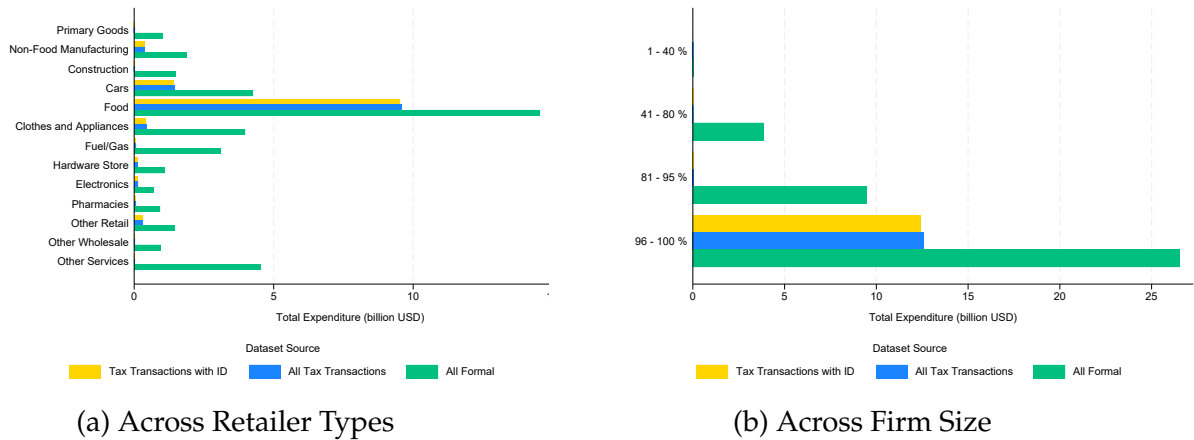 Primary Goods
Non-Food Manufacturing
Construction
Cars
Food
Clothes and Appliances
Fuel/Gas
Hardware Store
Electronics
Pharmacies
Other Retail
Other Wholesale
Other Services
0 5 10
Total Expenditure (billion USD)
Dataset Source
Tax Transactions with ID All Tax Transactions All Formal
(a) Across Retailer Types
1 - 40 %
41 - 80 %
81 - 95 %
96 - 100 %
0 5 10 15 20 25
Total Expenditure (billion USD)
Dataset Source
Tax Transactions with ID All Tax Transactions All Formal
(b) Across Firm Size